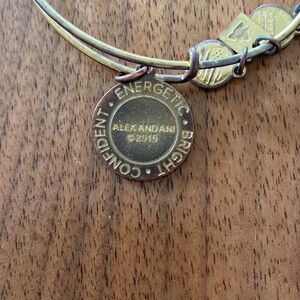 • ENERGETIC • BRIGHT • CONFIDENT
ALEX AND ANI
©2015